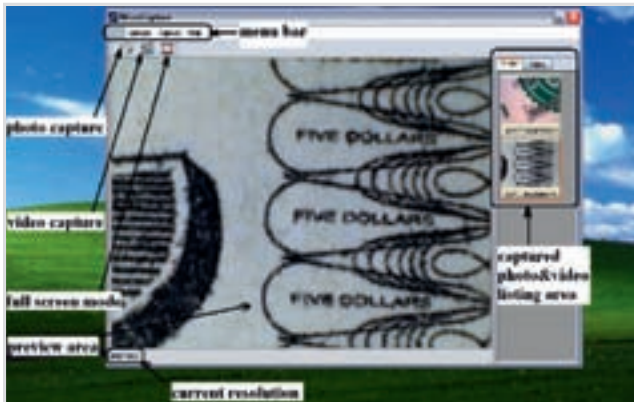 menu bar
photo capture
FIVE DOLLARS
video capture
FIVE DOLLARS
captured
photo&video
listing area
full screen mode
FIVE DOLLARS
preview area
current resolution